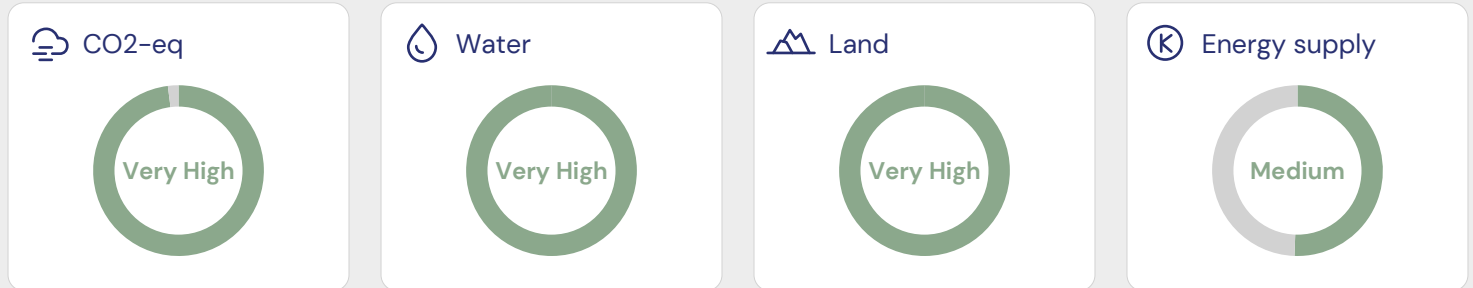 CO2-eq
Very High
Water
Very High
Land
Very High
Energy supply
Medium